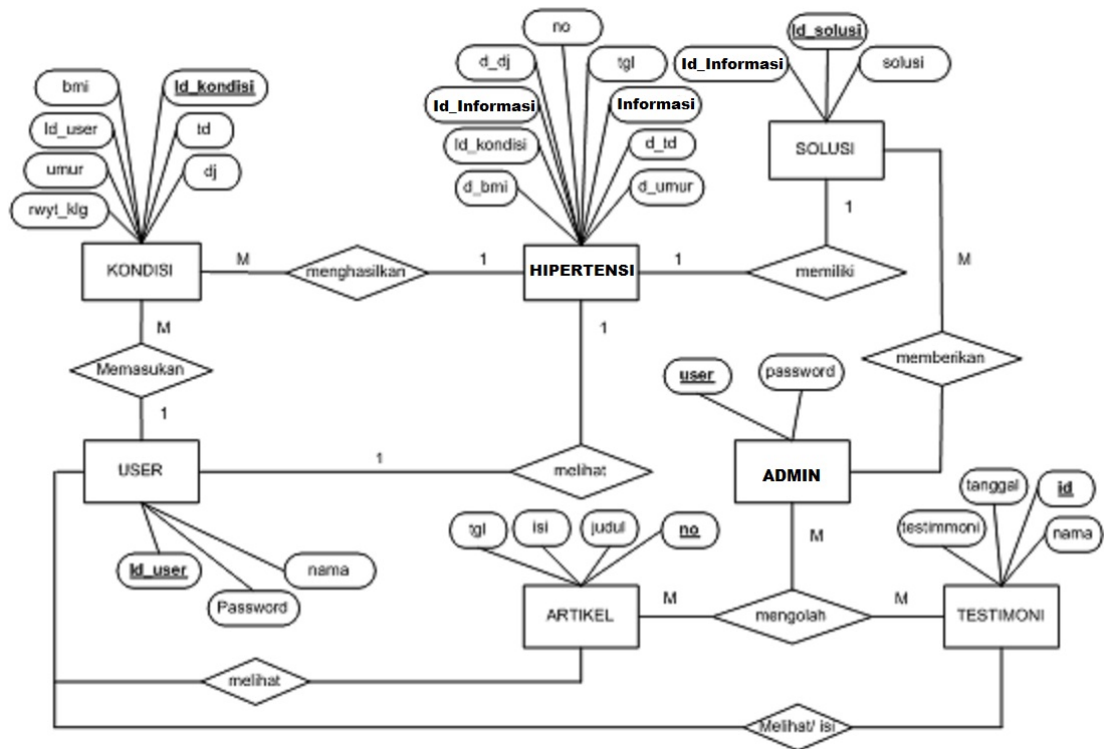 no
Id_solusi
d_dj
tgl
Id_Informasi
solusi
bmi
Id_kondisi
Id_Informasi
Informasi
Id_user
td
Id_kondisi
d_td
SOLUSI
umur
dj
d_bmi
d_umur
rwyt_klg
1
KONDISI
M
menghasilkan
1
HIPERTENSI
1
memiliki
M
M
1
Memasukan
memberikan
user
password
1
USER
1
melihat
ADMIN
tanggal
id
tgl
isi
judul
no
testimmoni
nama
M
Id_user
nama
Password
ARTIKEL
M
mengolah
M
TESTIMONI
melihat
Melihat/ isi